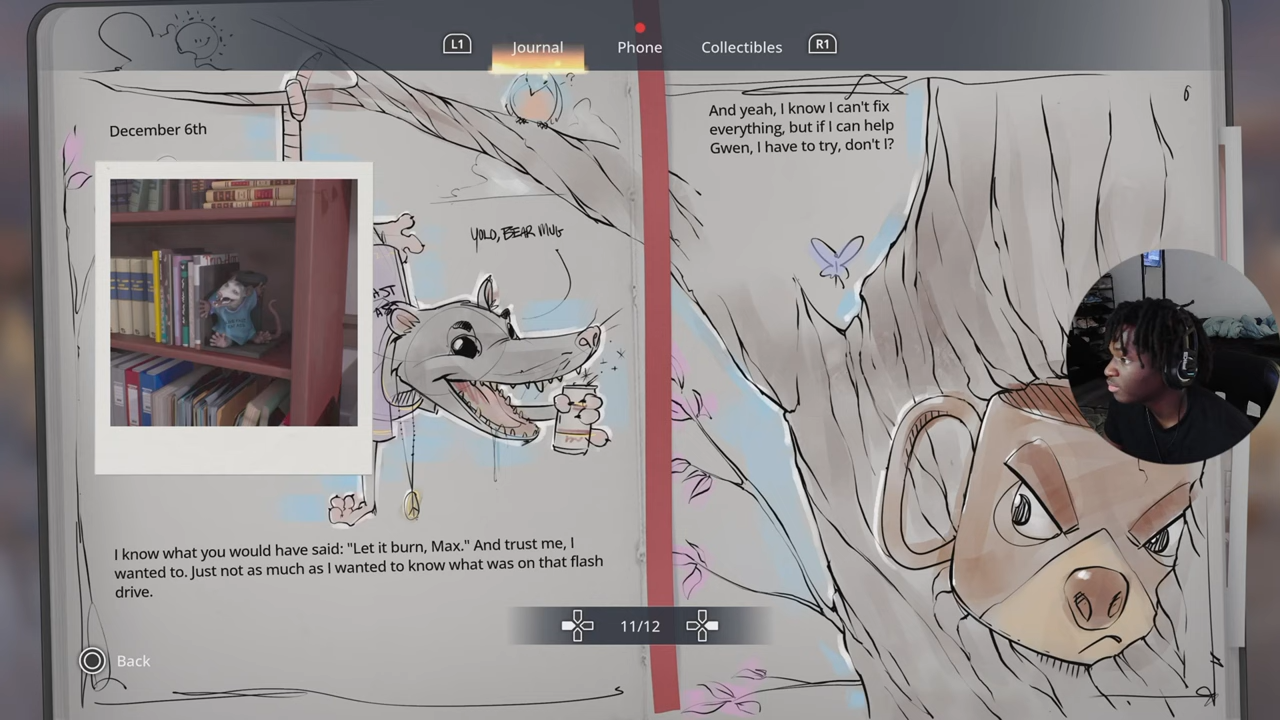 L1 Journal Phone Collectibles R1
December 6th
YOLO, BEAR MUG
I know what you would have said: "Let it burn, Max." And trust me, I
wanted to. Just not as much as I wanted to know what was on that flash
drive.
And yeah, I know I can't fix
everything, but if I can help
Gwen, I have to try, don't I?
11/12
Back